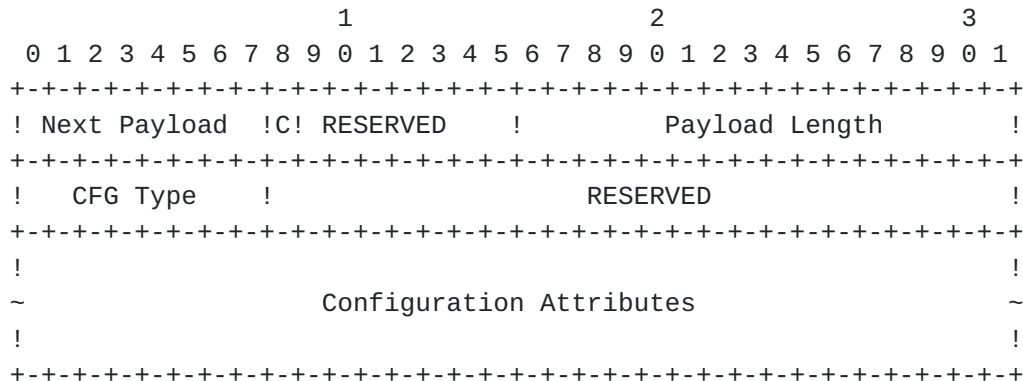 1                   2                   3
 0 1 2 3 4 5 6 7 8 9 0 1 2 3 4 5 6 7 8 9 0 1 2 3 4 5 6 7 8 9 0 1
+-+-+-+-+-+-+-+-+-+-+-+-+-+-+-+-+-+-+-+-+-+-+-+-+-+-+-+-+-+-+-+-+
! Next Payload  !C! RESERVED    !         Payload Length        !
+-+-+-+-+-+-+-+-+-+-+-+-+-+-+-+-+-+-+-+-+-+-+-+-+-+-+-+-+-+-+-+-+
!   CFG Type    !                    RESERVED                   !
+-+-+-+-+-+-+-+-+-+-+-+-+-+-+-+-+-+-+-+-+-+-+-+-+-+-+-+-+-+-+-+-+
!                                                               !
~                   Configuration Attributes                    ~
!                                                               !
+-+-+-+-+-+-+-+-+-+-+-+-+-+-+-+-+-+-+-+-+-+-+-+-+-+-+-+-+-+-+-+-+